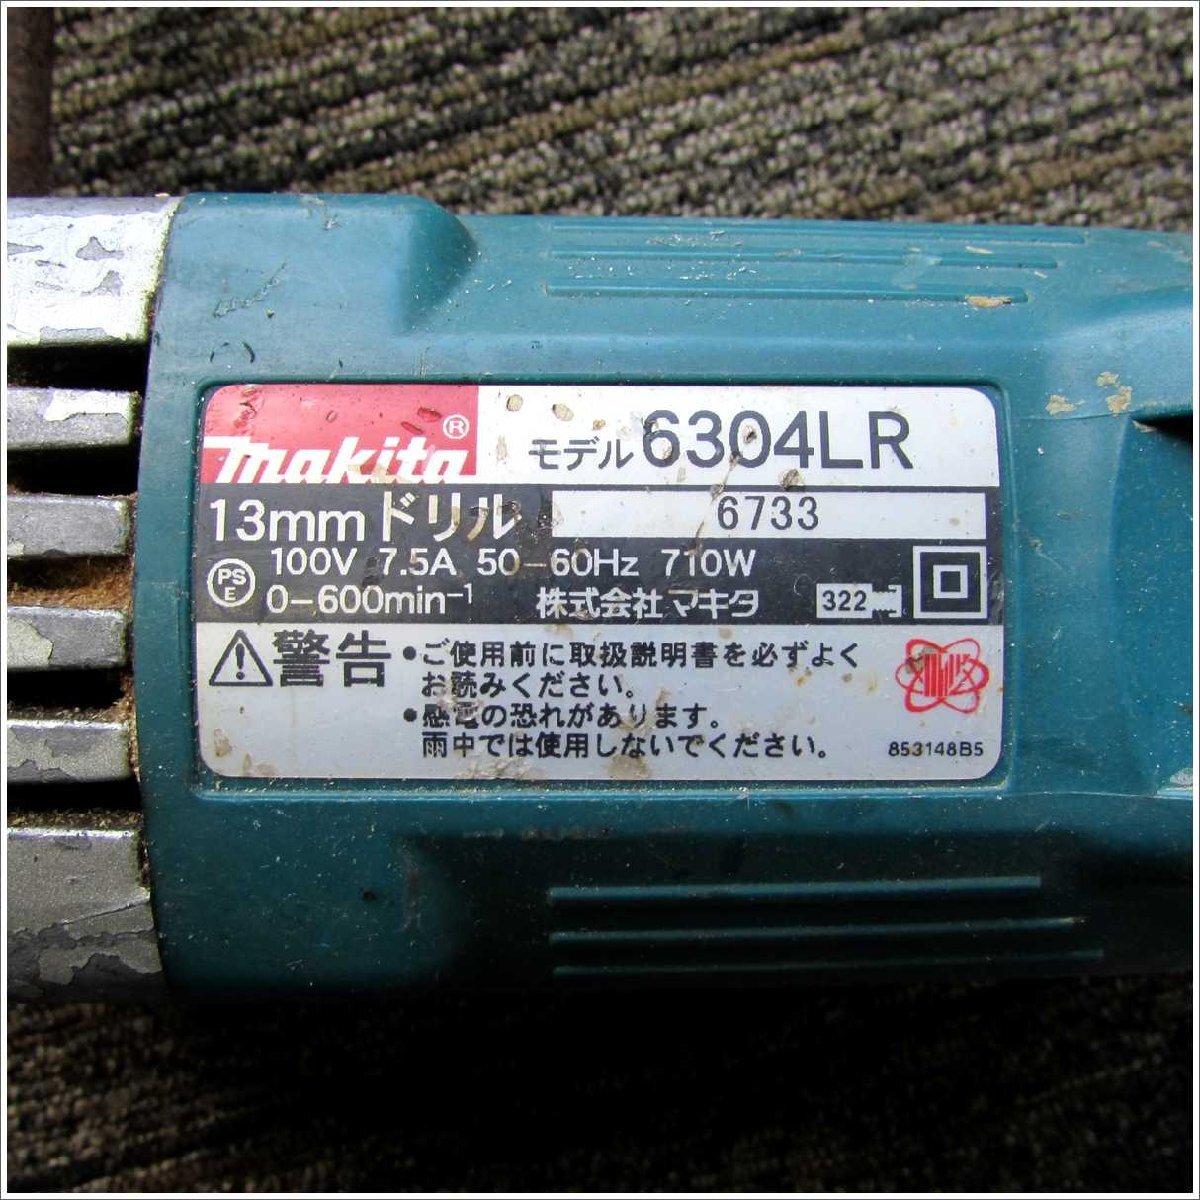 makita®
モデル 6304LR
13mm ドリル 6733
PSE
100V 7.5A 50-60Hz 710W
0-600min⁻¹ 株式会社 マキタ 322
警告
•ご使用前に取扱説明書を必ずよく
お読みください。
•感電の恐れがあります。
雨中では使用しないでください。
853148B5